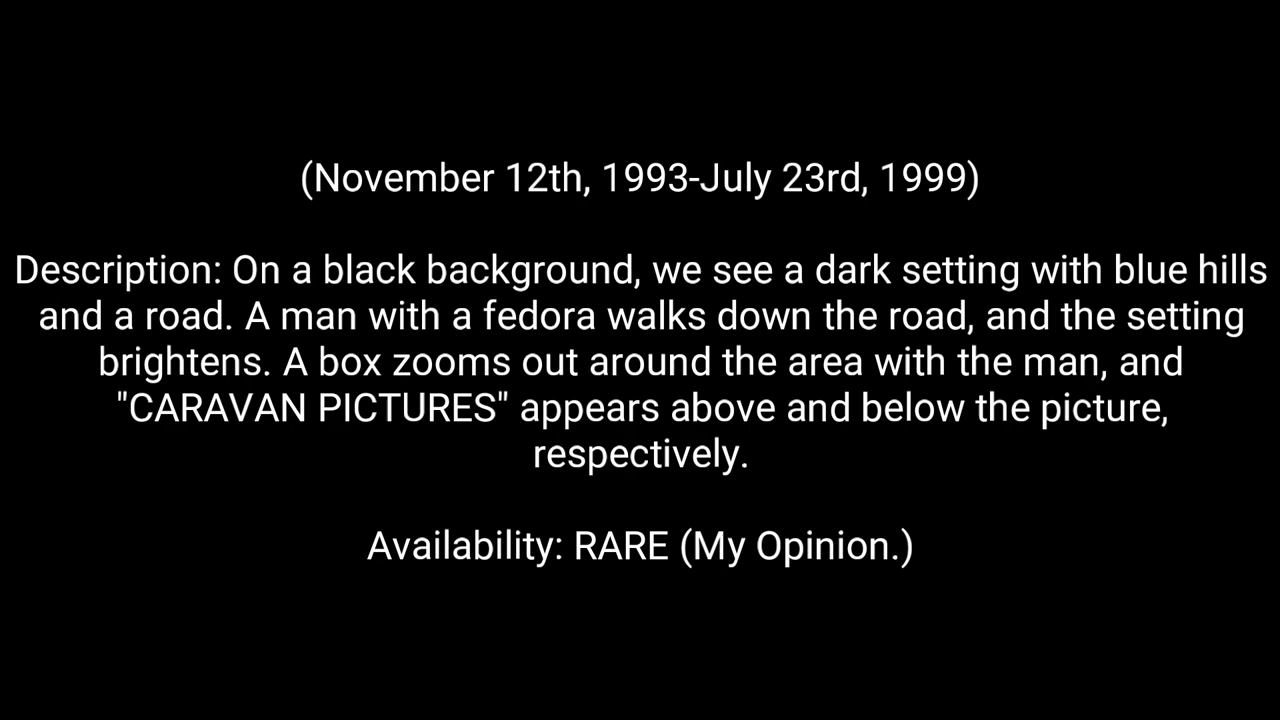 (November 12th, 1993-July 23rd, 1999)
Description: On a black background, we see a dark setting with blue hills
and a road. A man with a fedora walks down the road, and the setting
brightens. A box zooms out around the area with the man, and
"CARAVAN PICTURES" appears above and below the picture,
respectively.
Availability: RARE (My Opinion.)